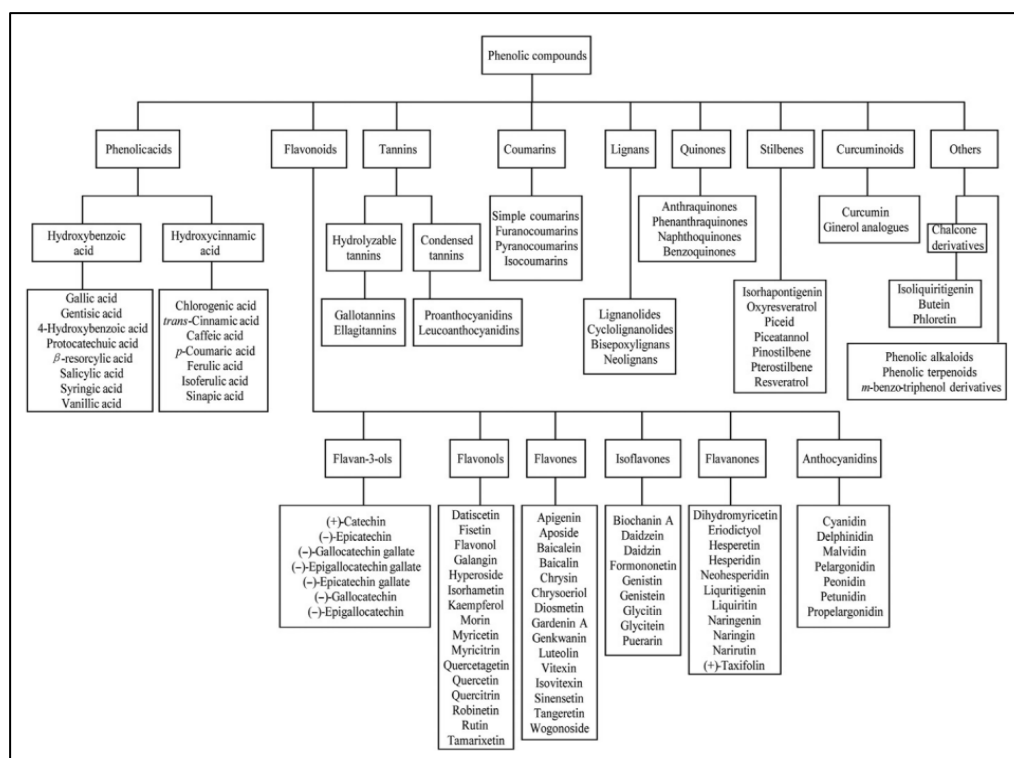 Phenolic compounds
Phenolicacids
Flavonoids
Tannins
Coumarins
Lignans
Quinones
Stilbenes
Curcuminoids
Others
Hydroxybenzoic
acid
Hydroxycinnamic
acid
Hydrolyzable
tannins
Condensed
tannins
Simple coumarins
Furanocoumarins
Pyranocoumarins
Isocoumarins
Anthraquinones
Phenanthraquinones
Naphthoquinones
Benzoquinones
Curcumin
Ginerol analogues
Chalcone
derivatives
Gallic acid
Gentisic acid
4-Hydroxybenzoic acid
Protocatechuic acid
β-resorcylic acid
Salicylic acid
Syringic acid
Vanillic acid
Chlorogenic acid
trans-Cinnamic acid
Caffeic acid
p-Coumaric acid
Ferulic acid
Isoferulic acid
Sinapic acid
Gallotannins
Ellagitannins
Proanthocyanidins
Leucoanthocyanidins
Lignanolides
Cyclolignanolides
Bisepoxylignans
Neolignans
Isorhapontigenin
Oxyresveratrol
Piceid
Piceatannol
Pinostilbene
Pterostilbene
Resveratrol
Isoliquiritigenin
Butein
Phloretin
Phenolic alkaloids
Phenolic terpenoids
m-benzo-triphenol derivatives
Flavan-3-ols
Flavonols
Flavones
Isoflavones
Flavanones
Anthocyanidins
(+)-Catechin
(−)-Epicatechin
(−)-Gallocatechin gallate
(−)-Epigallocatechin gallate
(−)-Epicatechin gallate
(−)-Gallocatechin
(−)-Epigallocatechin
Datiscetin
Fisetin
Flavonol
Galangin
Hyperoside
Isorhametin
Kaempferol
Morin
Myricetin
Myricitrin
Quercetagetin
Quercetin
Quercitrin
Robinetin
Rutin
Tamarixetin
Apigenin
Aposide
Baicalein
Baicalin
Chrysin
Chrysoeriol
Diosmetin
Gardenin A
Genkwanin
Luteolin
Vitexin
Isovitexin
Sinensetin
Tangeretin
Wogonoside
Biochanin A
Daidzein
Daidzin
Formononetin
Genistin
Genistein
Glycitin
Glycitein
Puerarin
Dihydromyricetin
Eriodictyol
Hesperetin
Hesperidin
Neohesperidin
Liquritigenin
Liquiritin
Naringenin
Naringin
Narirutin
(+)-Taxifolin
Cyanidin
Delphinidin
Malvidin
Pelargonidin
Peonidin
Petunidin
Propelargonidin